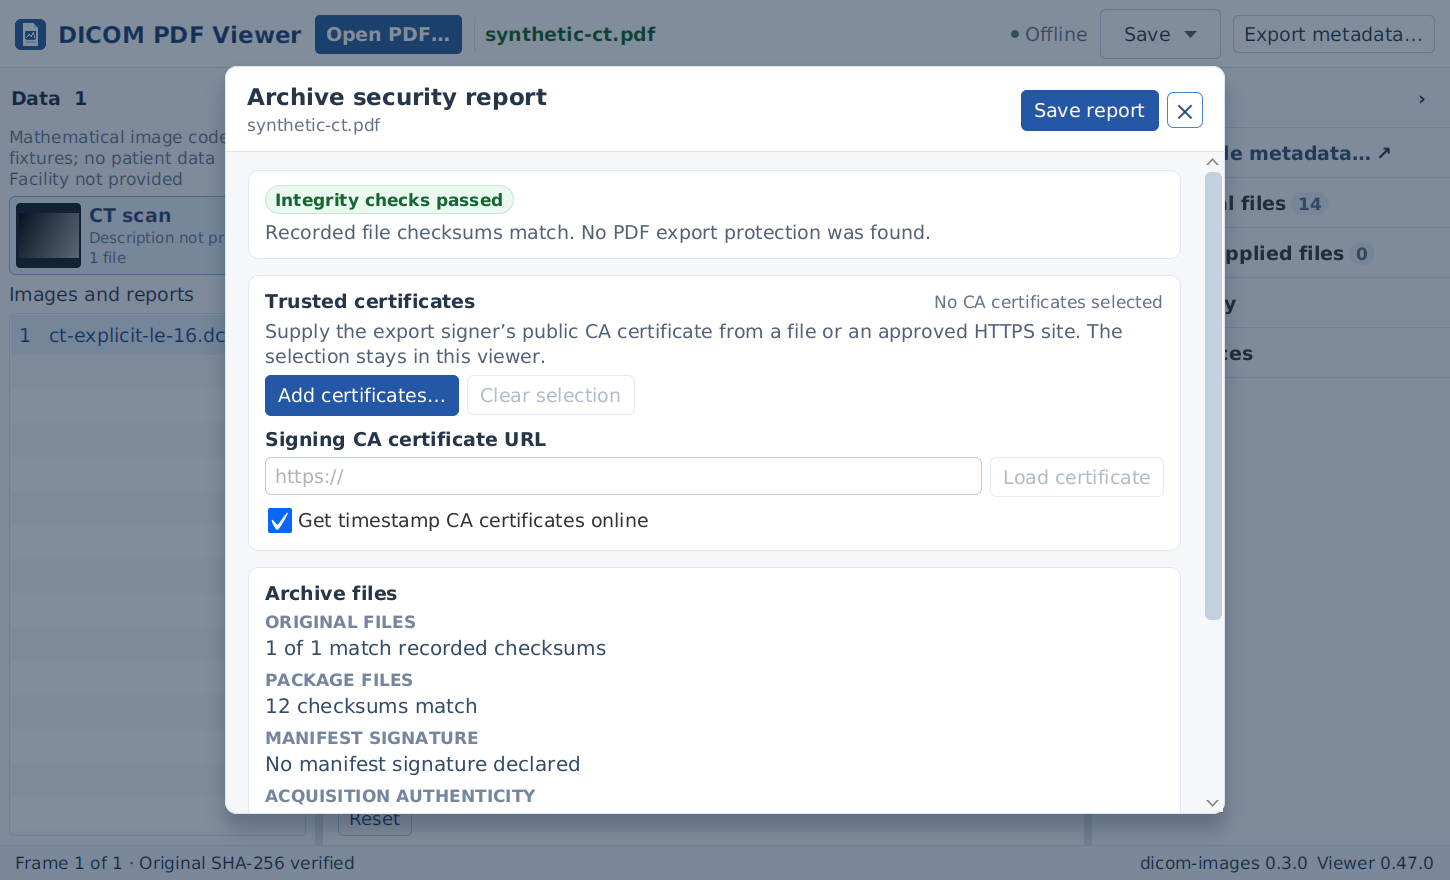 DICOM PDF Viewer
Open PDF…
synthetic-ct.pdf
Offline
Save
Export metadata…
Data 1
Mathematical image code
fixtures; no patient data
Facility not provided
CT scan
Description not pr
1 file
Images and reports
1 ct-explicit-le-16.dc
Archive security report
synthetic-ct.pdf
Save report
Integrity checks passed
Recorded file checksums match. No PDF export protection was found.
Trusted certificates
No CA certificates selected
Supply the export signer’s public CA certificate from a file or an approved HTTPS site. The
selection stays in this viewer.
Add certificates…
Clear selection
Signing CA certificate URL
https://
Load certificate
Get timestamp CA certificates online
Archive files
ORIGINAL FILES
1 of 1 match recorded checksums
PACKAGE FILES
12 checksums match
MANIFEST SIGNATURE
No manifest signature declared
ACQUISITION AUTHENTICITY
le metadata… ↗
l files 14
pplied files 0
y
ces
Reset
Frame 1 of 1 · Original SHA-256 verified
dicom-images 0.3.0 Viewer 0.47.0